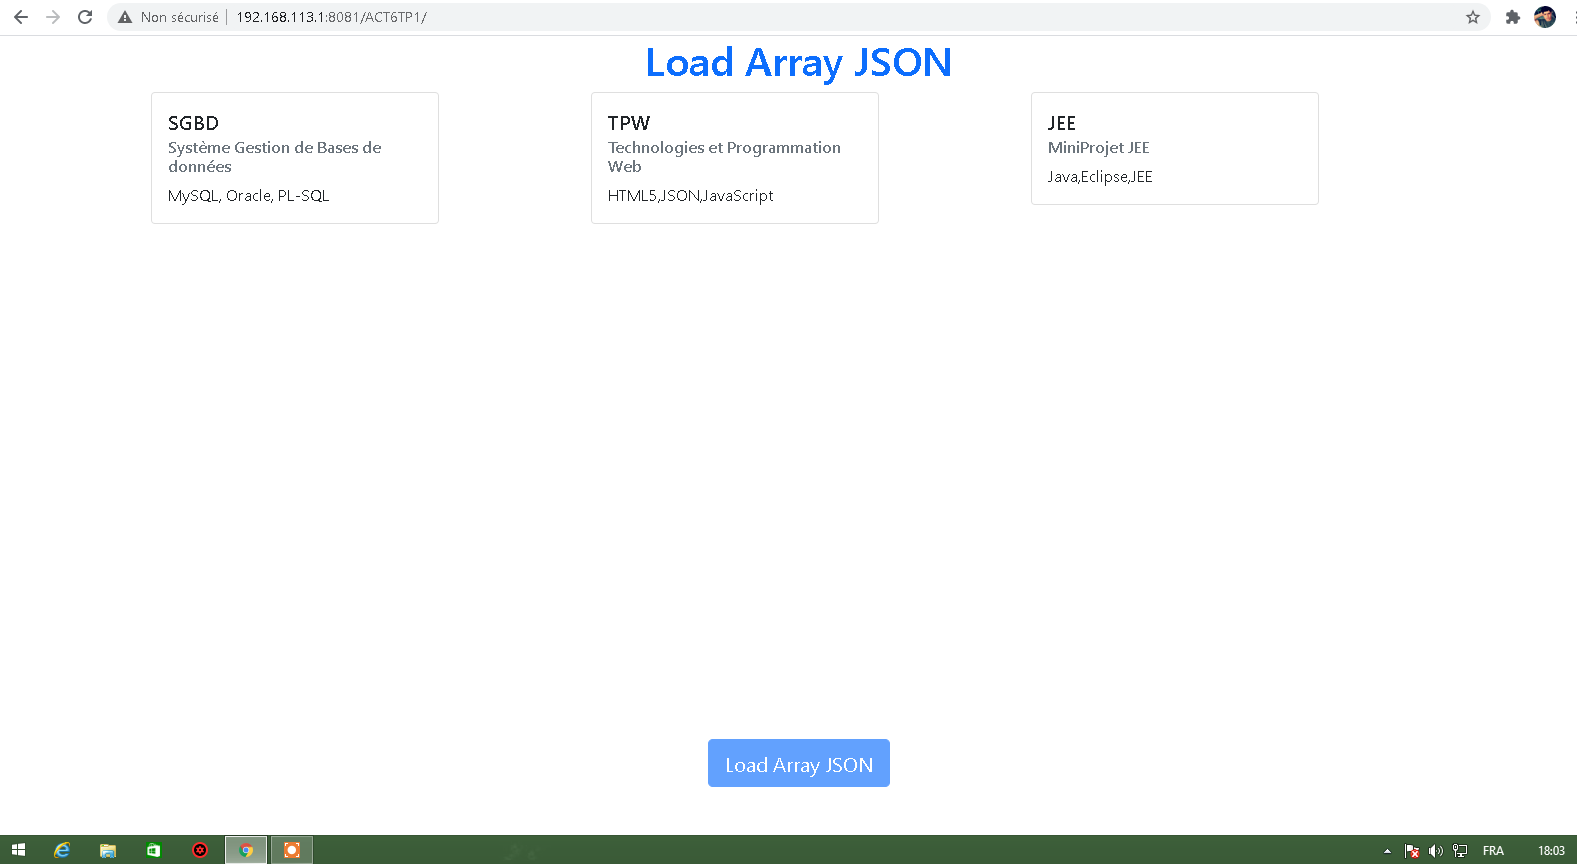 Non sécurisé
192.168.113.1:8081/ACT6TP1/
Load Array JSON
SGBD
Système Gestion de Bases de
données
MySQL, Oracle, PL-SQL
TPW
Technologies et Programmation
Web
HTML5,JSON,JavaScript
JEE
MiniProjet JEE
Java,Eclipse,JEE
Load Array JSON
FRA
18:03